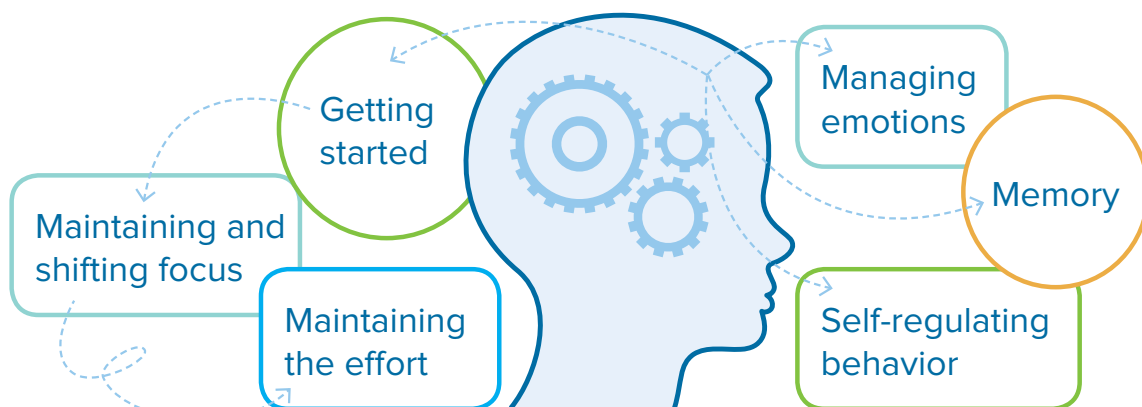 Getting
started
Maintaining and
shifting focus
Maintaining
the effort
Managing
emotions
Memory
Self-regulating
behavior